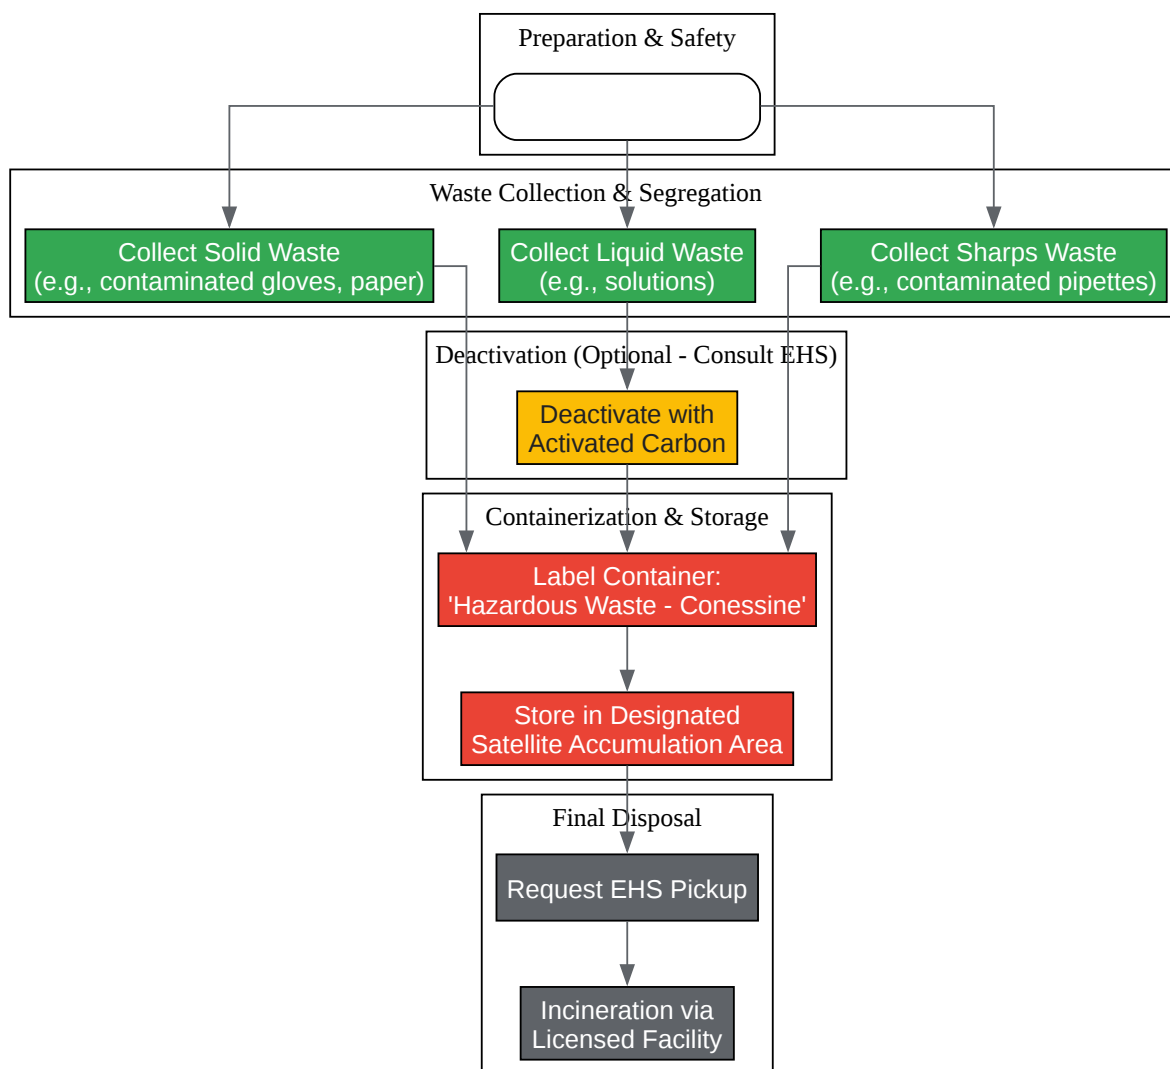 Preparation & Safety
Waste Collection & Segregation
Collect Solid Waste
(e.g., contaminated gloves, paper)
Collect Liquid Waste
(e.g., solutions)
Collect Sharps Waste
(e.g., contaminated pipettes)
Deactivation (Optional - Consult EHS)
Deactivate with
Activated Carbon
Containerization & Storage
Label Container:
'Hazardous Waste - Conessine'
Store in Designated
Satellite Accumulation Area
Final Disposal
Request EHS Pickup
Incineration via
Licensed Facility